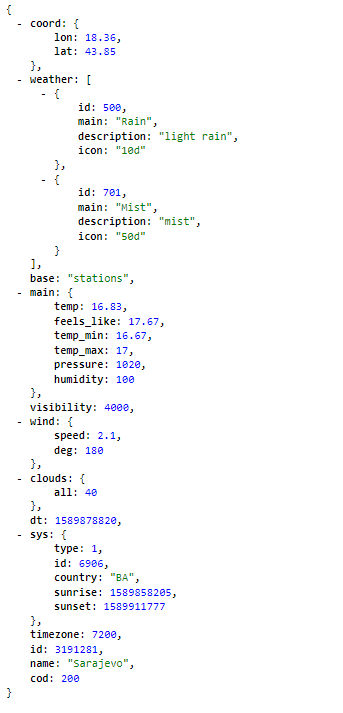 {
- coord: {
lon: 18.36,
lat: 43.85
},
- weather: [
- {
id: 500,
main: "Rain",
description: "light rain",
icon: "10d"
},
- {
id: 701,
main: "Mist",
description: "mist",
icon: "50d"
}
],
base: "stations",
- main: {
temp: 16.83,
feels_like: 17.67,
temp_min: 16.67,
temp_max: 17,
pressure: 1020,
humidity: 100
},
visibility: 4000,
- wind: {
speed: 2.1,
deg: 180
},
- clouds: {
all: 40
},
dt: 1589878820,
- sys: {
type: 1,
id: 6906,
country: "BA",
sunrise: 1589858205,
sunset: 1589911777
},
timezone: 7200,
id: 3191281,
name: "Sarajevo",
cod: 200
}